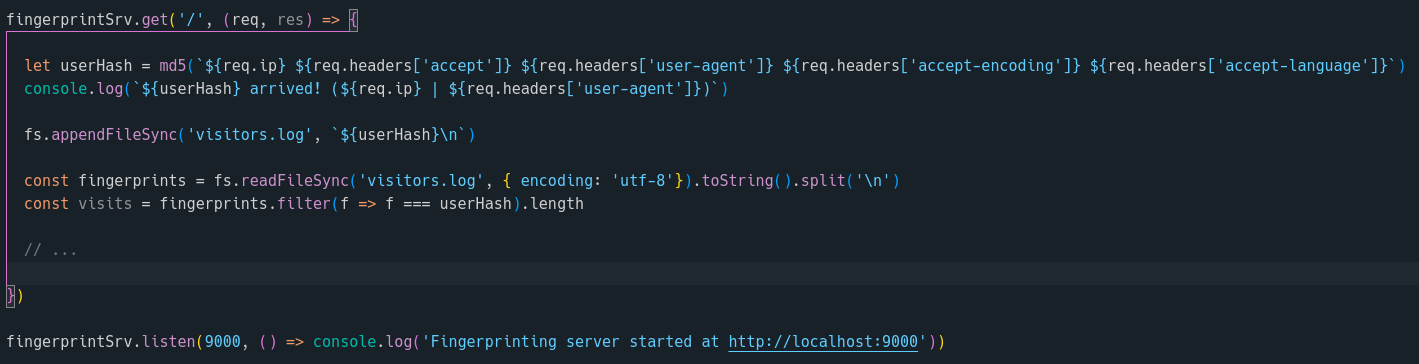 fingerprintSrv.get('/', (req, res) => {
let userHash = md5(`${req.ip} ${req.headers['accept']} ${req.headers['user-agent']} ${req.headers['accept-encoding']} ${req.headers['accept-language']}`)
console.log(`${userHash} arrived! (${req.ip} | ${req.headers['user-agent']})`)
fs.appendFileSync('visitors.log', `${userHash}\n`)
const fingerprints = fs.readFileSync('visitors.log', { encoding: 'utf-8'}).toString().split('\n')
const visits = fingerprints.filter(f => f === userHash).length
// ...
})
fingerprintSrv.listen(9000, () => console.log('Fingerprinting server started at http://localhost:9000'))